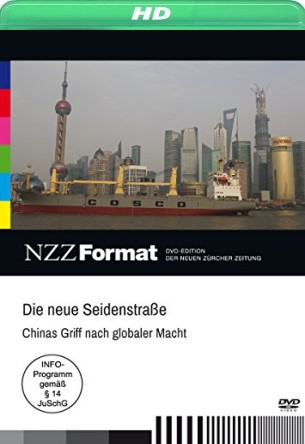 HD
COSCO
NZZ Format
DVD-EDITION
DER NEUEN ZÜRCHER ZEITUNG
Die neue Seidenstraße
Chinas Griff nach globaler Macht
INFO-
Programm
gemäß
§ 14
JuSchG
DVD